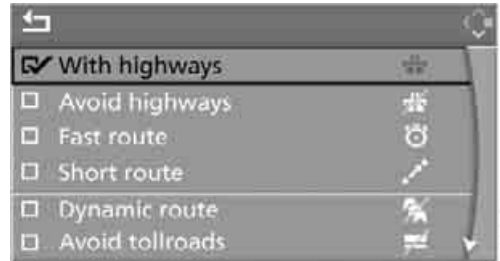 With highways
Avoid highways
Fast route
Short route
Dynamic route
Avoid tollroads